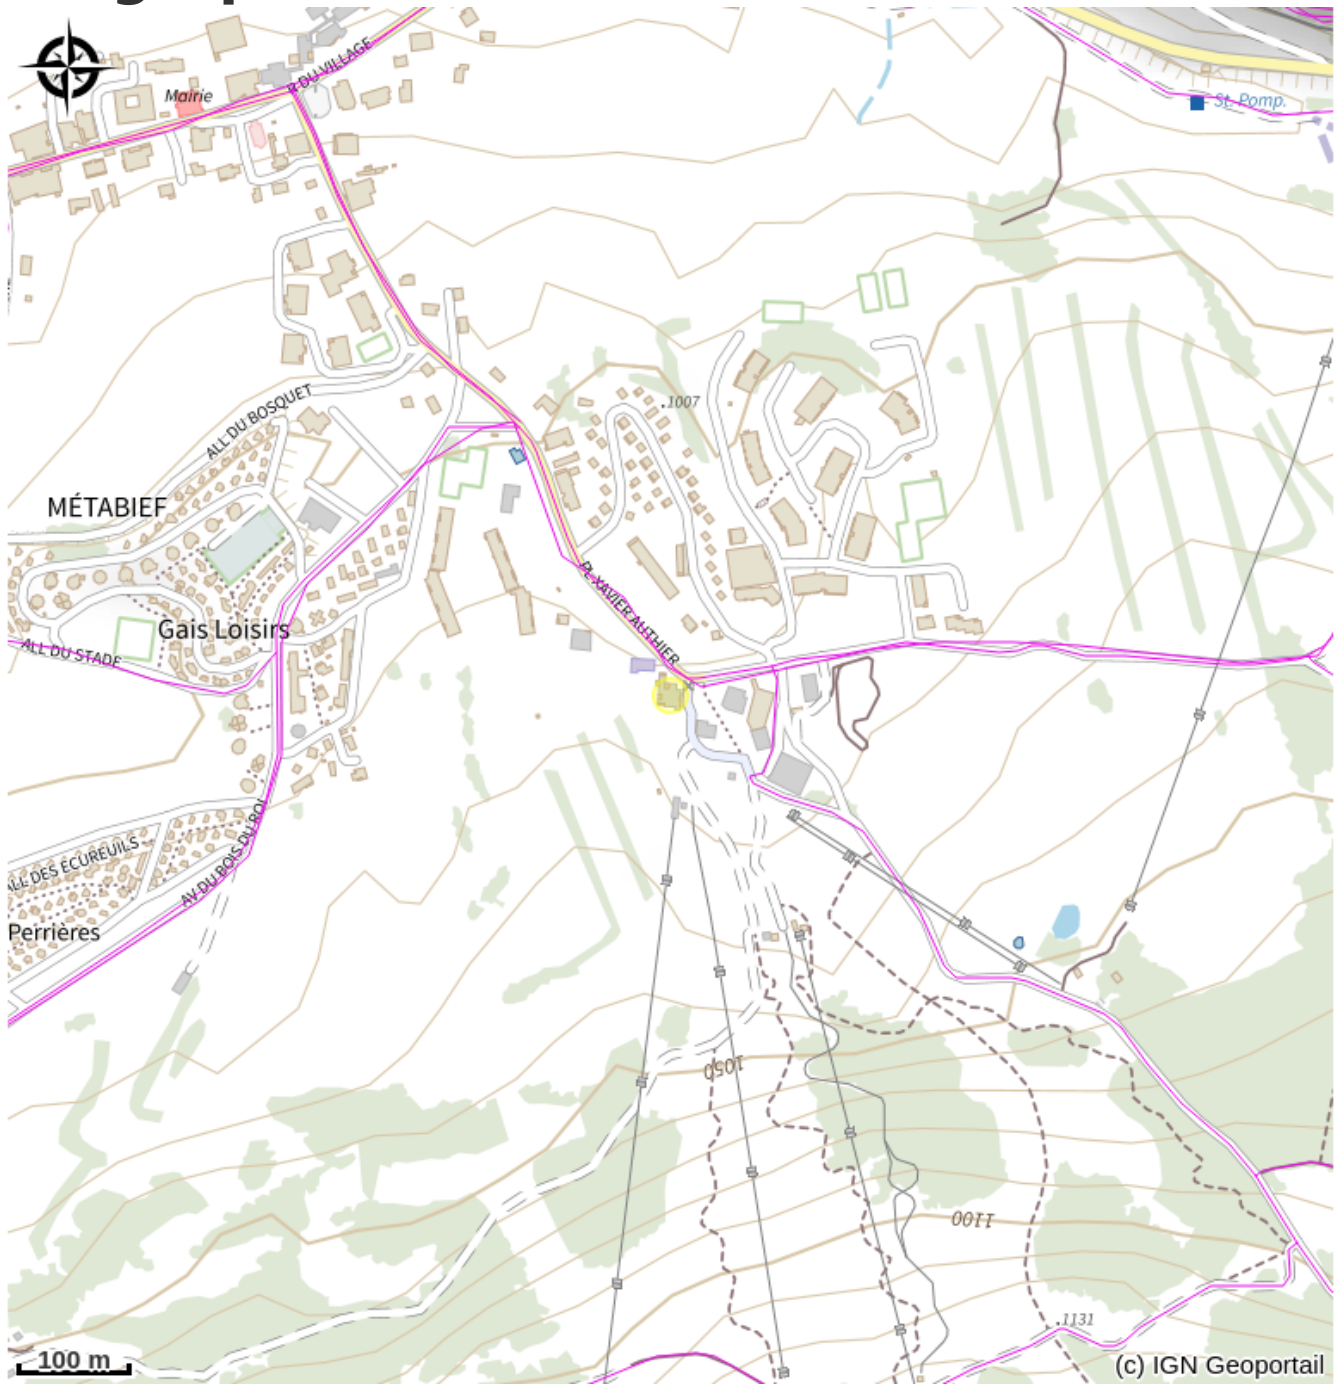 R DU VILLAGE
Mairie
St. Pomp.
ALL DU BOSQUET
.1007
MÉTABIEF
PL XAVIER AUTHIER
Gais Loisirs
ALL DU STADE
AV DU BOIS DU ROI
ALL DES ECUREUILS
Perrières
1050
1100
.1131
100 m
(c) IGN Geoportail